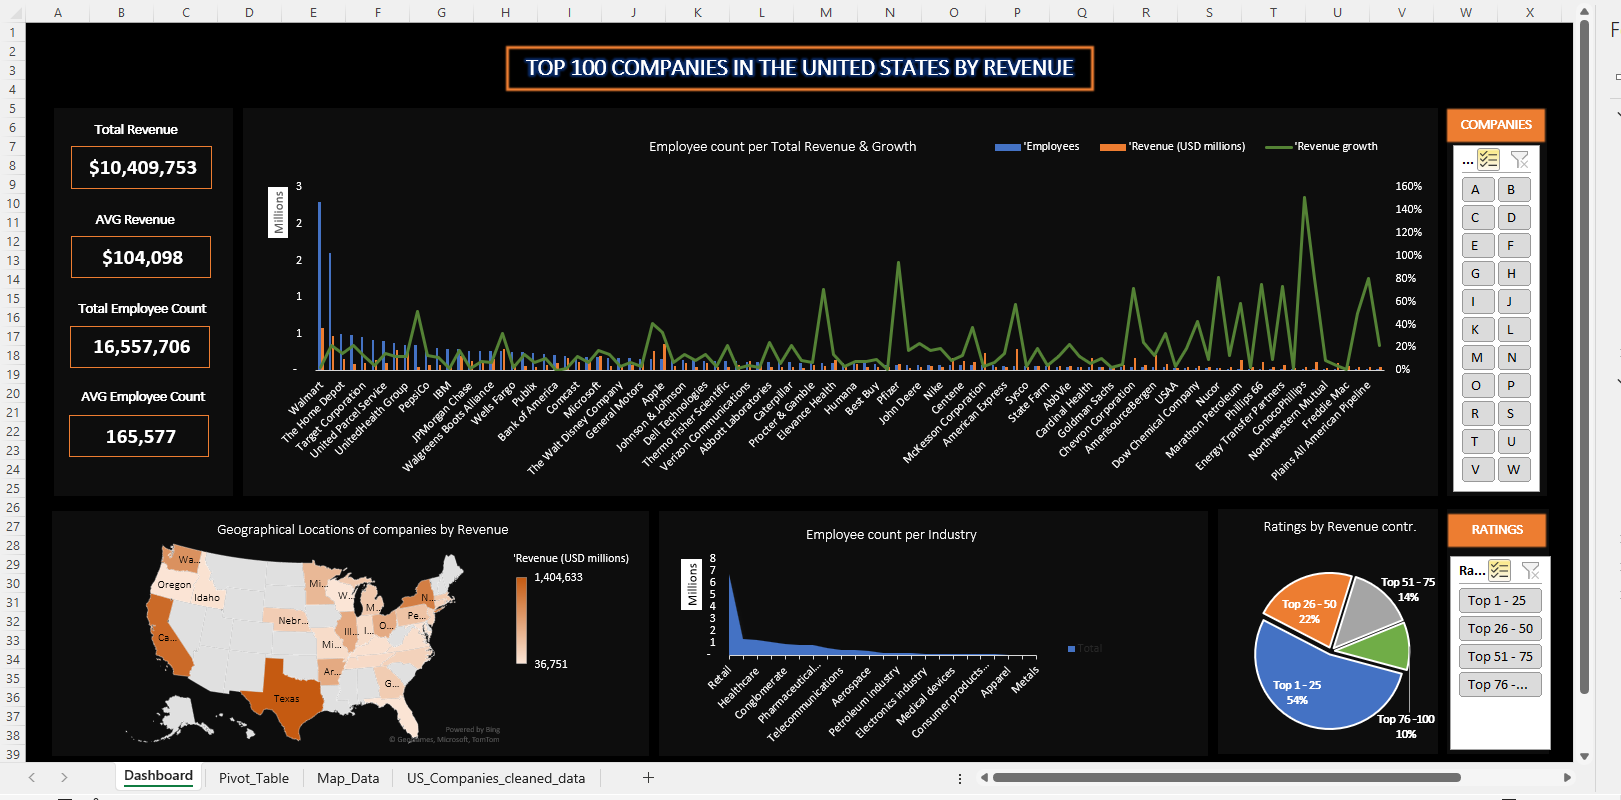 A B C D E F G H I J K L M N O P Q R S T U V W X
1
2
3
4
5
6
7
8
9
10
11
12
13
14
15
16
17
18
19
20
21
22
23
24
25
26
27
28
29
30
31
32
33
34
35
36
37
38
39
F
TOP 100 COMPANIES IN THE UNITED STATES BY REVENUE
Total Revenue
$10,409,753
AVG Revenue
$104,098
Total Employee Count
16,557,706
AVG Employee Count
165,577
Employee count per Total Revenue & Growth
'Employees
'Revenue (USD millions)
'Revenue growth
Millions
3
2
2
1
1
-
160%
140%
120%
100%
80%
60%
40%
20%
0%
Walmart
The Home Depot
Target Corporation
United Parcel Service
UnitedHealth Group
PepsiCo
IBM
JPMorgan Chase
Walgreens Boots Alliance
Wells Fargo
Publix
Bank of America
Comcast
Microsoft
The Walt Disney Company
General Motors
Apple
Johnson & Johnson
Dell Technologies
Thermo Fisher Scientific
Verizon Communications
Abbott Laboratories
Caterpillar
Procter & Gamble
Elevance Health
Humana
Best Buy
Pfizer
John Deere
Nike
Centene
McKesson Corporation
American Express
Sysco
State Farm
AbbVie
Cardinal Health
Goldman Sachs
Chevron Corporation
AmerisourceBergen
USAA
Dow Chemical Company
Nucor
Marathon Petroleum
Phillips 66
Energy Transfer Partners
ConocoPhillips
Northwestern Mutual
Freddie Mac
Plains All American Pipeline
COMPANIES
...
A B
C D
E F
G H
I J
K L
M N
O P
R S
T U
V W
Geographical Locations of companies by Revenue
'Revenue (USD millions)
1,404,633
36,751
Wa...
Oregon
Idaho
Ca...
Nebr...
Texas
Mi...
W...
M...
Ill...
I...
O...
Mi...
Ar...
G...
Pe...
N...
Powered by Bing
© GeoNames, Microsoft, TomTom
Employee count per Industry
Millions
8
7
6
5
4
3
2
1
-
Retail
Healthcare
Conglomerate
Pharmaceutical...
Telecommunications
Aerospace
Petroleum industry
Electronics industry
Medical devices
Consumer products...
Apparel
Metals
Total
Ratings by Revenue contr.
Top 51 - 75
14%
Top 26 - 50
22%
Top 1 - 25
54%
Top 76 -100
10%
RATINGS
Ra...
Top 1 - 25
Top 26 - 50
Top 51 - 75
Top 76 -...
Dashboard Pivot_Table Map_Data US_Companies_cleaned_data